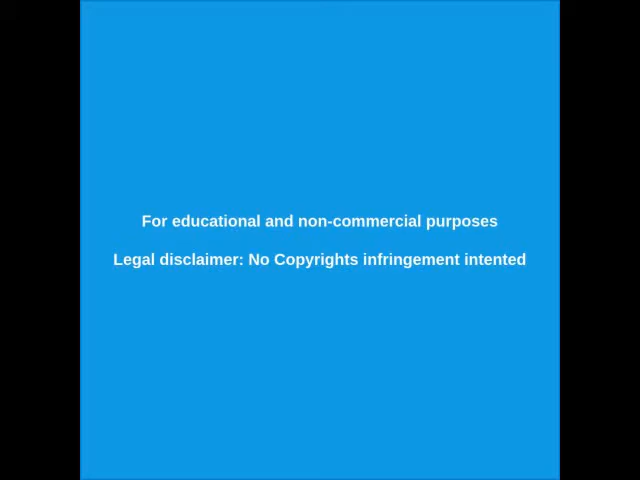 For educational and non-commercial purposes
Legal disclaimer: No Copyrights infringement intented